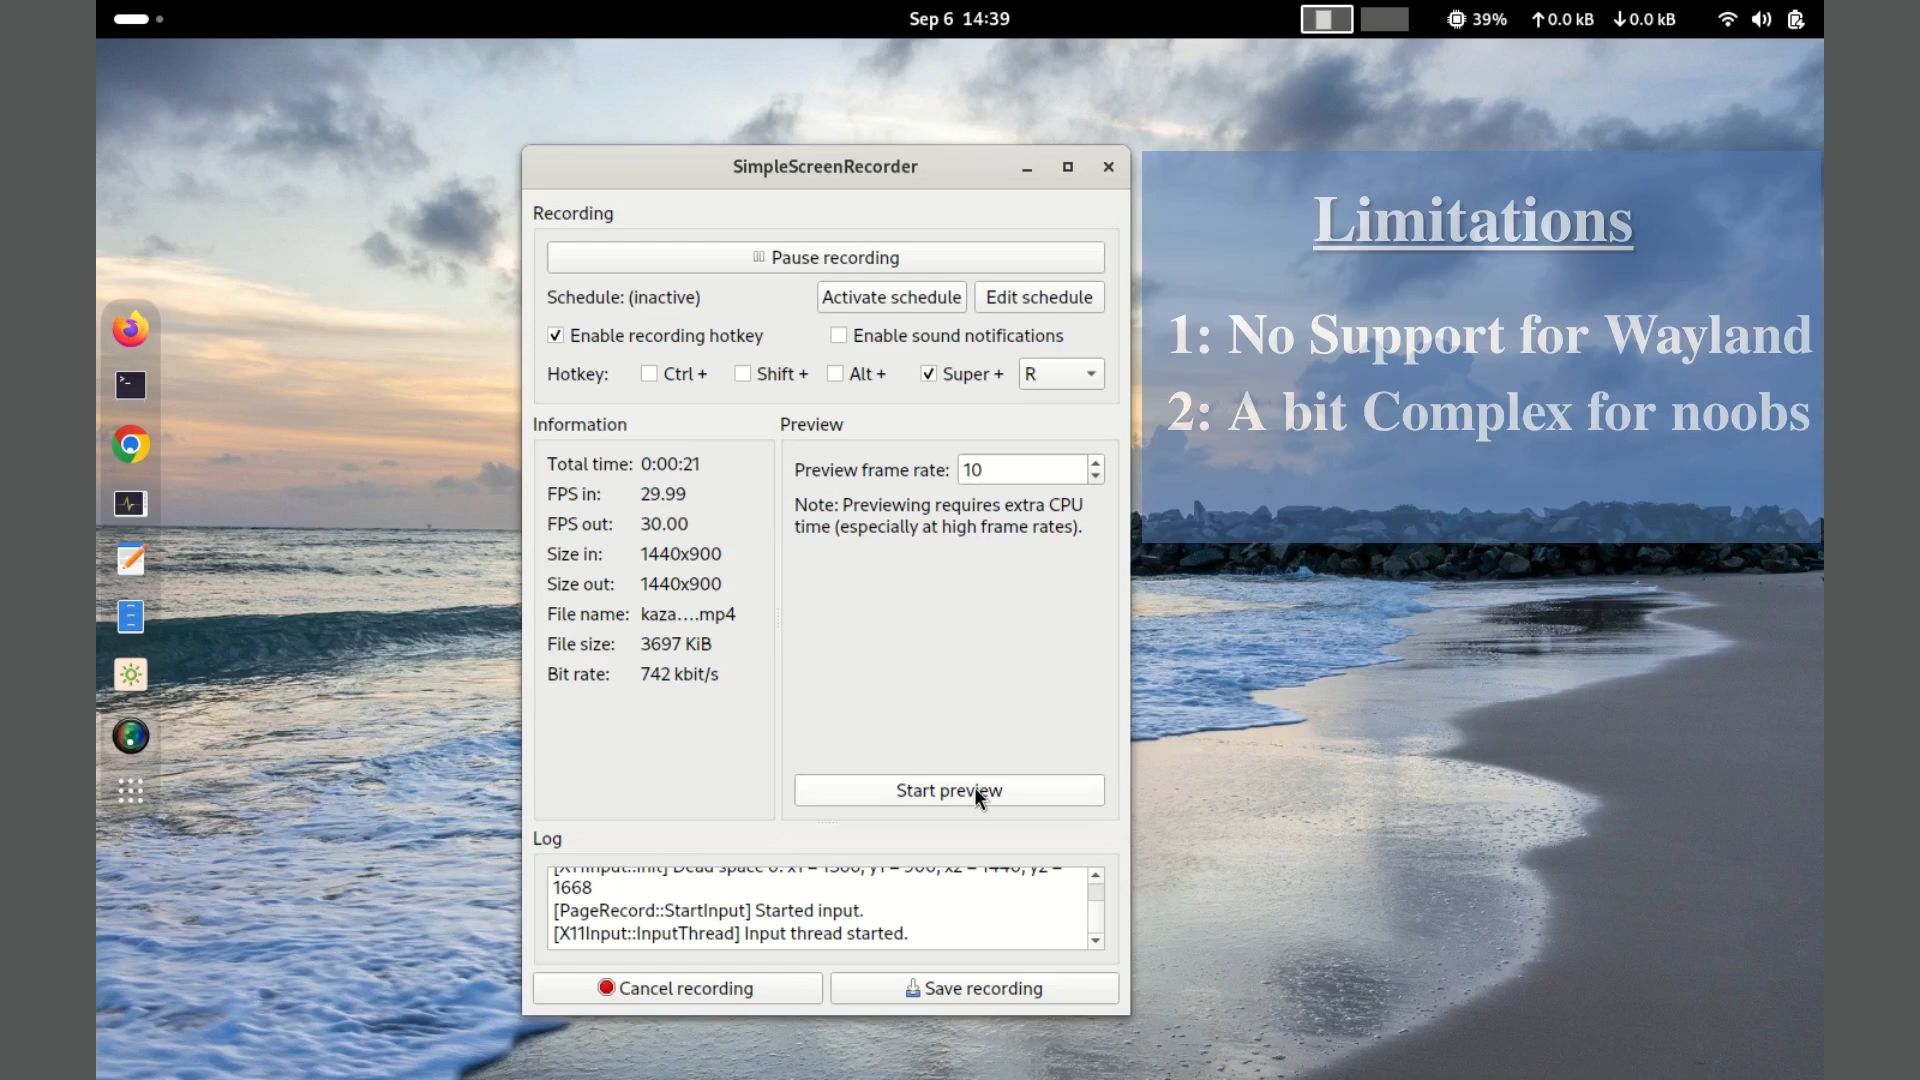 Sep 6 14:39
39%
0.0 kB
0.0 kB
SimpleScreenRecorder
Recording
Pause recording
Schedule: (inactive)
Activate schedule
Edit schedule
Enable recording hotkey
Enable sound notifications
Hotkey:
Ctrl +
Shift +
Alt +
Super +
R
Information
Total time: 0:00:21
FPS in: 29.99
FPS out: 30.00
Size in: 1440x900
Size out: 1440x900
File name: kaza....mp4
File size: 3697 KiB
Bit rate: 742 kbit/s
Preview
Preview frame rate: 10
Note: Previewing requires extra CPU
time (especially at high frame rates).
Start preview
Log
1668
[PageRecord::StartInput] Started input.
[X11Input::InputThread] Input thread started.
Cancel recording
Save recording
Limitations
1: No Support for Wayland
2: A bit Complex for noobs